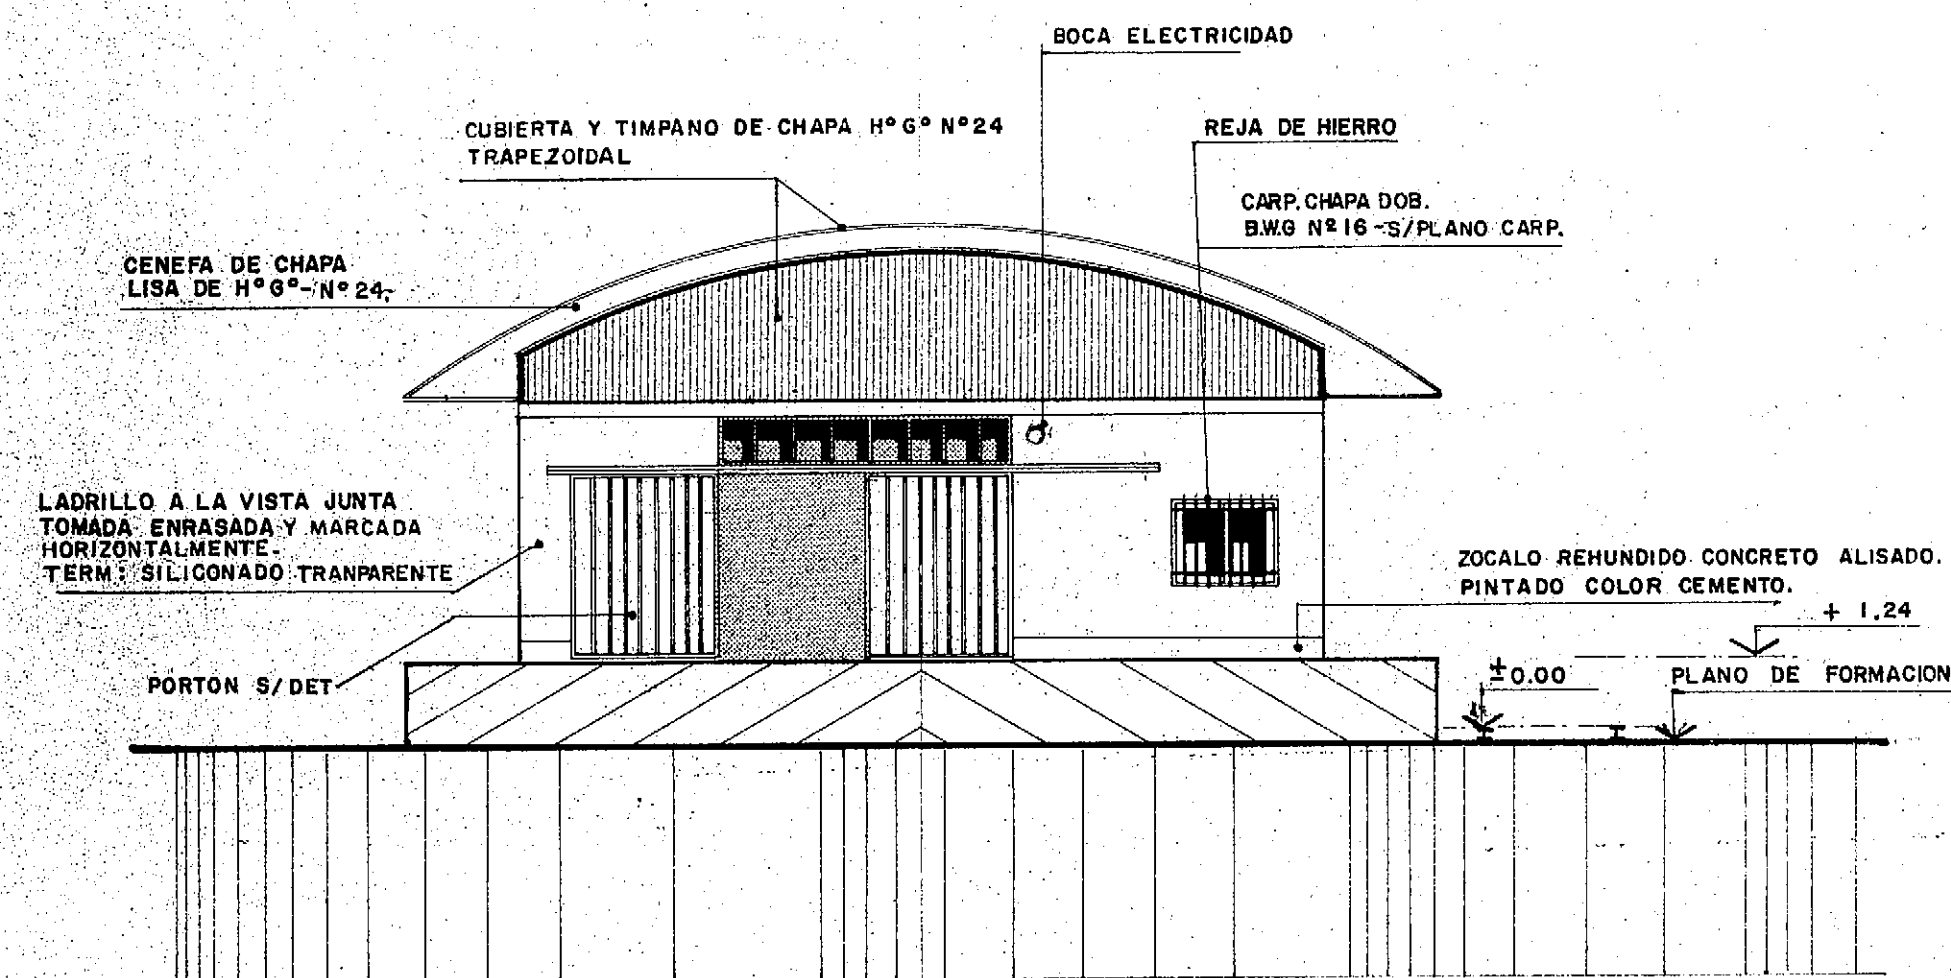 BOCA ELECTRICIDAD
CUBIERTA Y TIMPANO DE CHAPA H° G° N° 24
TRAPEZOIDAL
REJA DE HIERRO
CARP. CHAPA DOB.
B.W.G Nº 16 - S/PLANO CARP.
CENEFA DE CHAPA
LISA DE H° G° - N° 24,-
LADRILLO A LA VISTA JUNTA
TOMADA ENRASADA Y MARCADA
HORIZONTALMENTE.
TERM: SILICONADO TRANPARENTE
ZOCALO REHUNDIDO CONCRETO ALISADO.
PINTADO COLOR CEMENTO.
+ 1.24
PORTON S/DET
±0.00
PLANO DE FORMACION